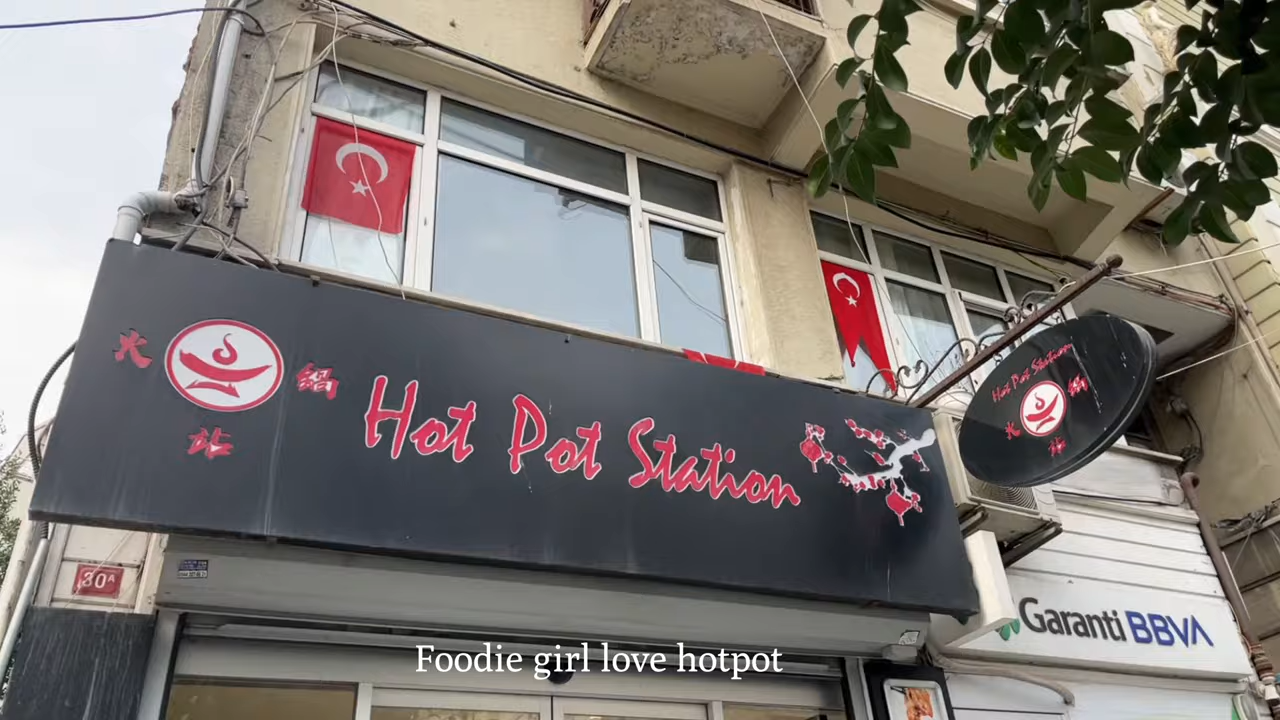 火
鍋
站
Hot Pot Station
Hot Pot Station
火
鍋
站
30A
Garanti BBVA
Foodie girl love hotpot